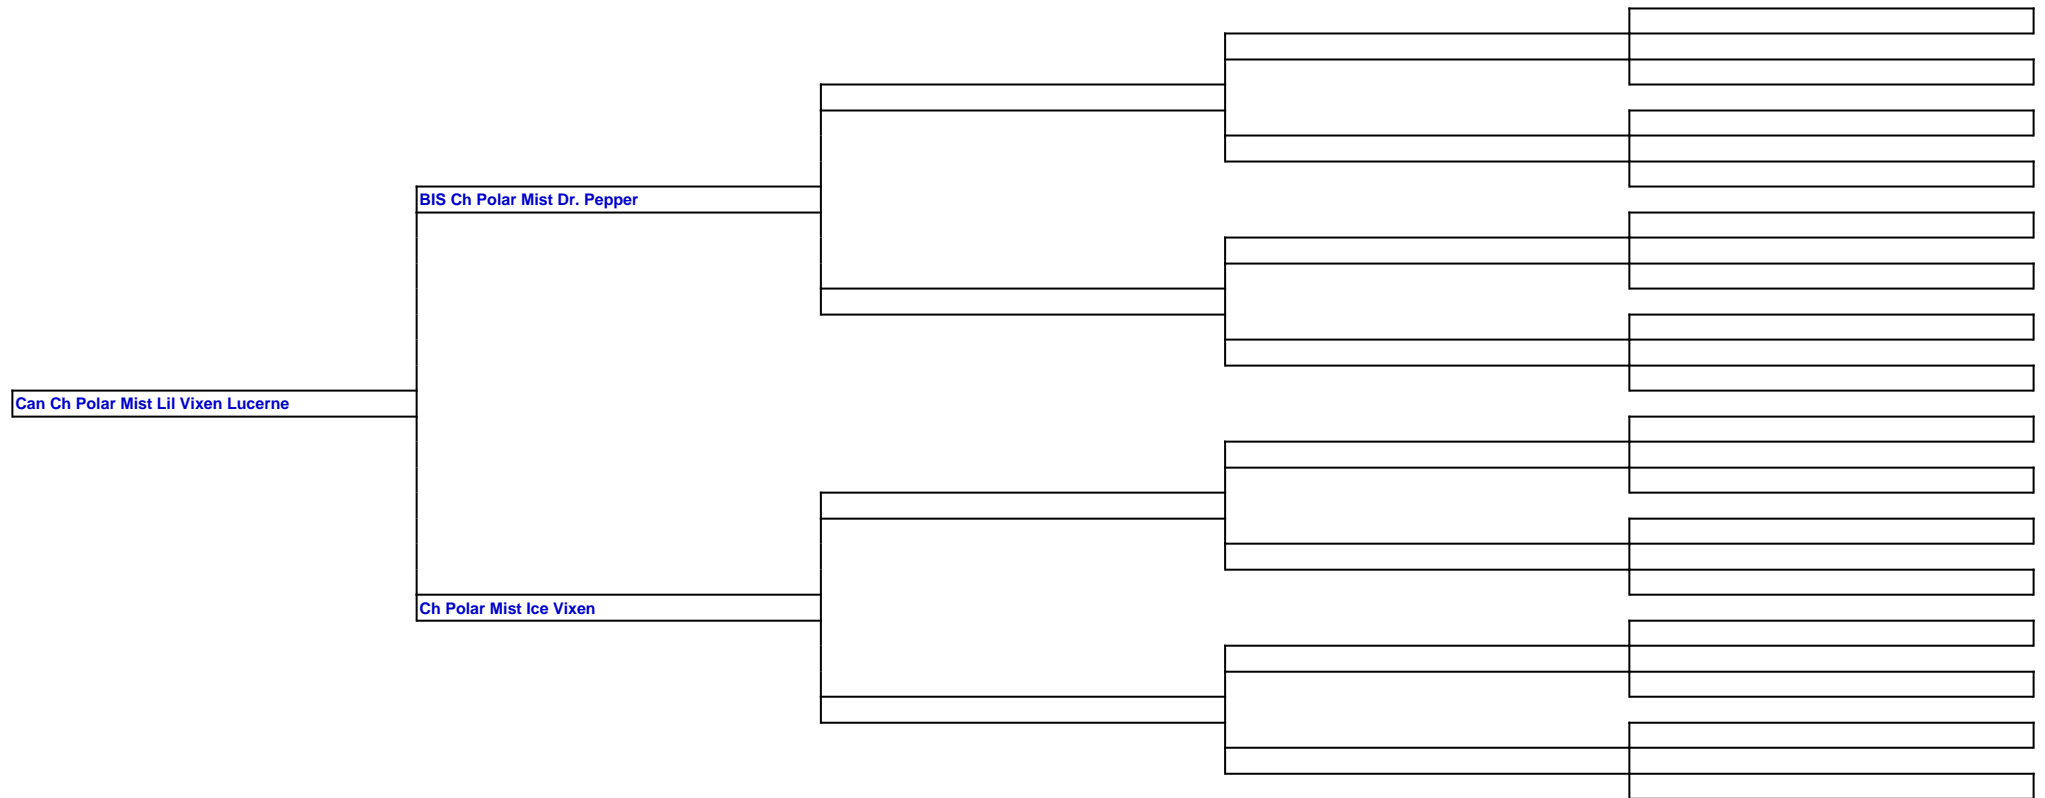 BIS Ch Polar Mist Dr. Pepper
Can Ch Polar Mist Lil Vixen Lucerne
Ch Polar Mist Ice Vixen